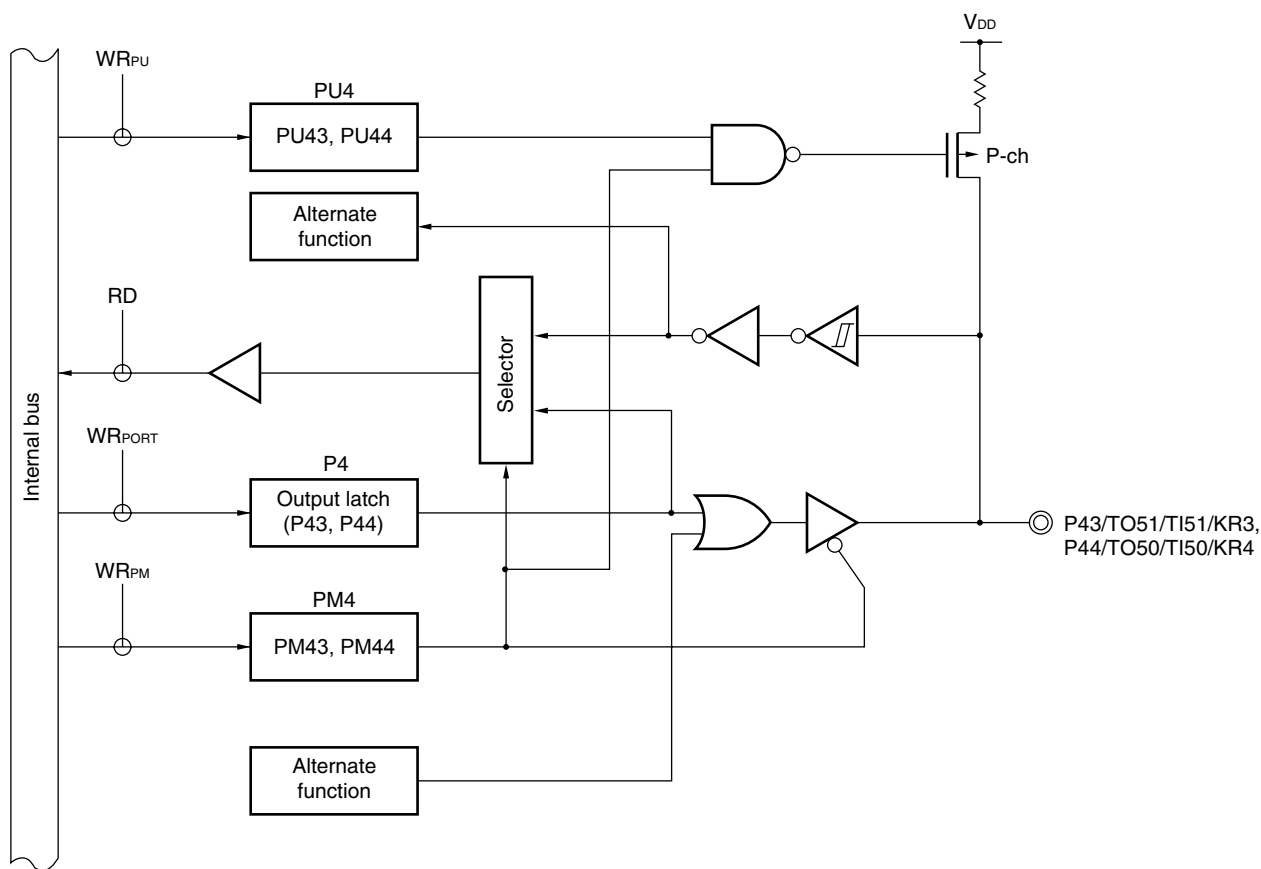 VDD
WRPU
PU4
PU43, PU44
P-ch
Alternate
function
RD
Selector
Internal bus
WRPORT
P4
Output latch
(P43, P44)
P43/TO51/TI51/KR3,
P44/TO50/TI50/KR4
WRPM
PM4
PM43, PM44
Alternate
function